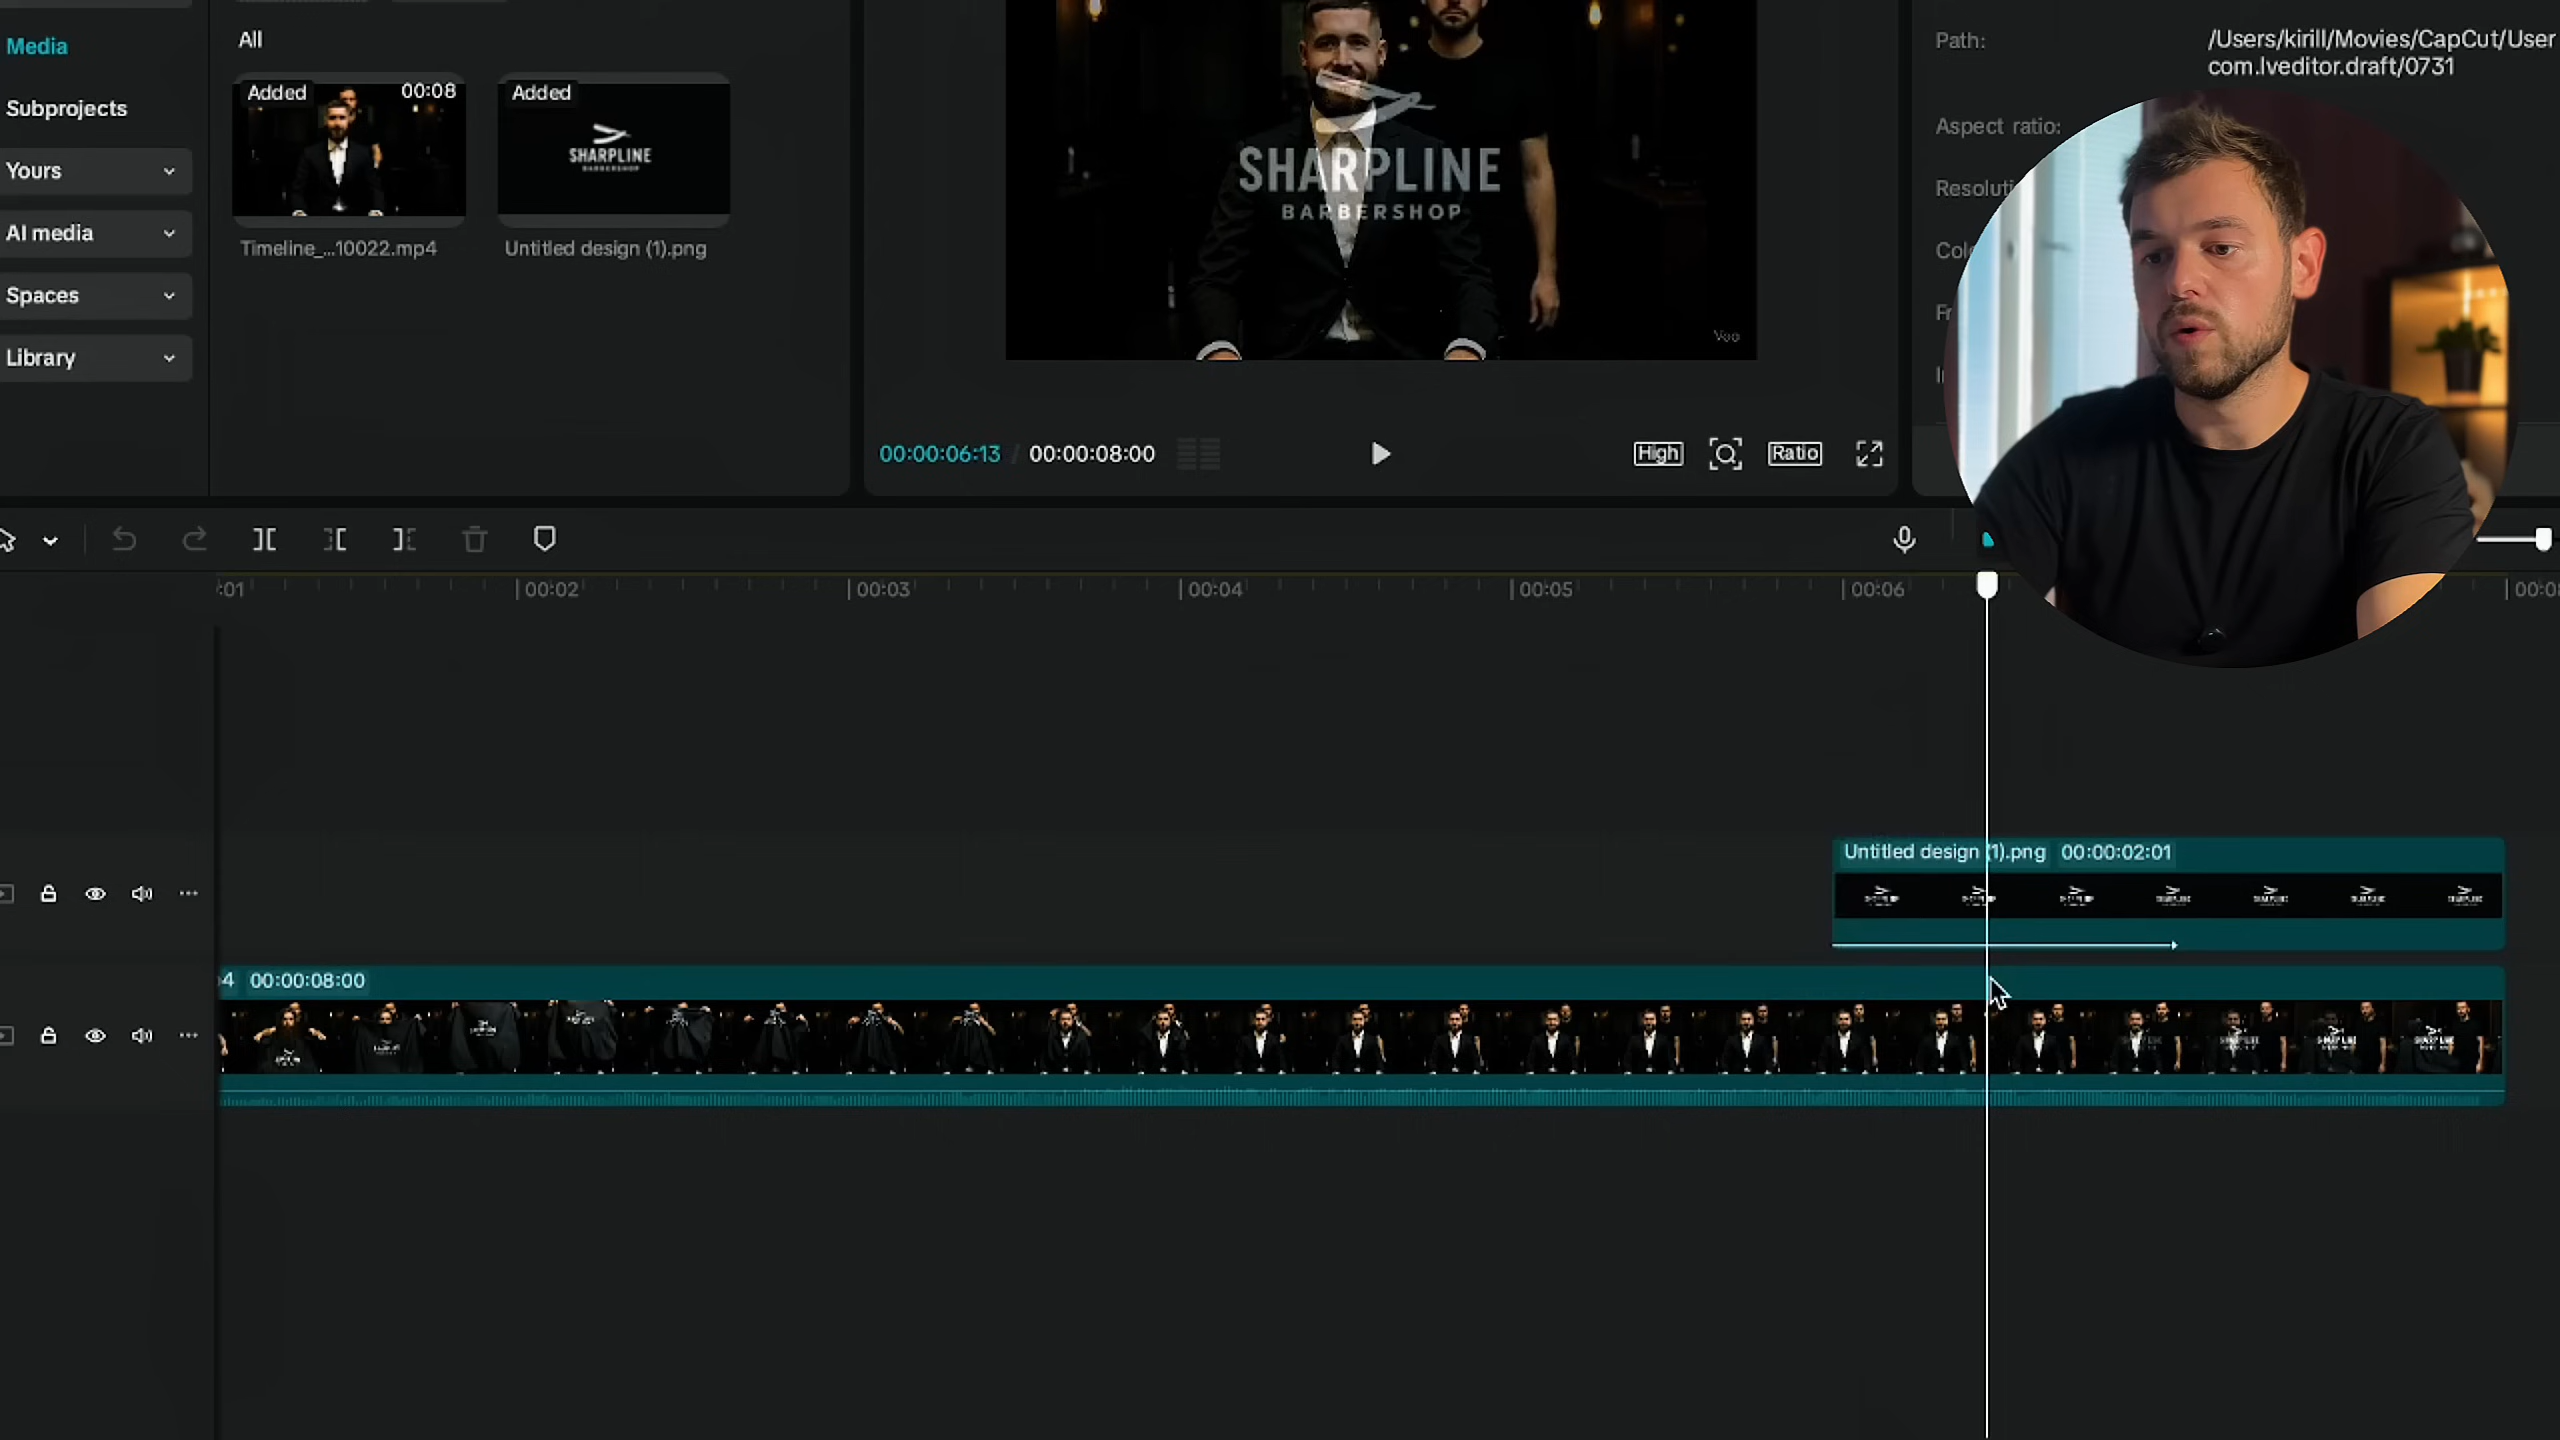 Media
Subprojects
Yours
AI media
Spaces
Library
All
Added
00:08
Timeline_...10022.mp4
Added
SHARPLINE
BARBERSHOP
Untitled design (1).png
SHARPLINE
BARBERSHOP
Veo
00:00:06:13 / 00:00:08:00
High
Ratio
Path:
/Users/kirill/Movies/CapCut/User
com.lveditor.draft/0731
Aspect ratio:
:01
00:02
00:03
00:04
00:05
00:06
Untitled design (1).png 00:00:02:01
00:00:08:00